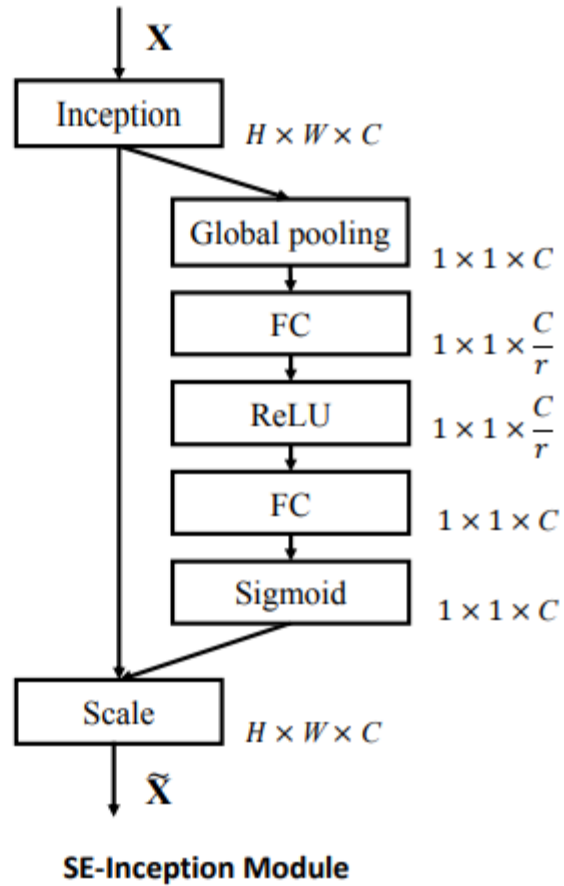 X
Inception
H × W × C
Global pooling
1 × 1 × C
FC
1 × 1 × C/r
ReLU
1 × 1 × C/r
FC
1 × 1 × C
Sigmoid
1 × 1 × C
Scale
H × W × C
X̃
SE-Inception Module